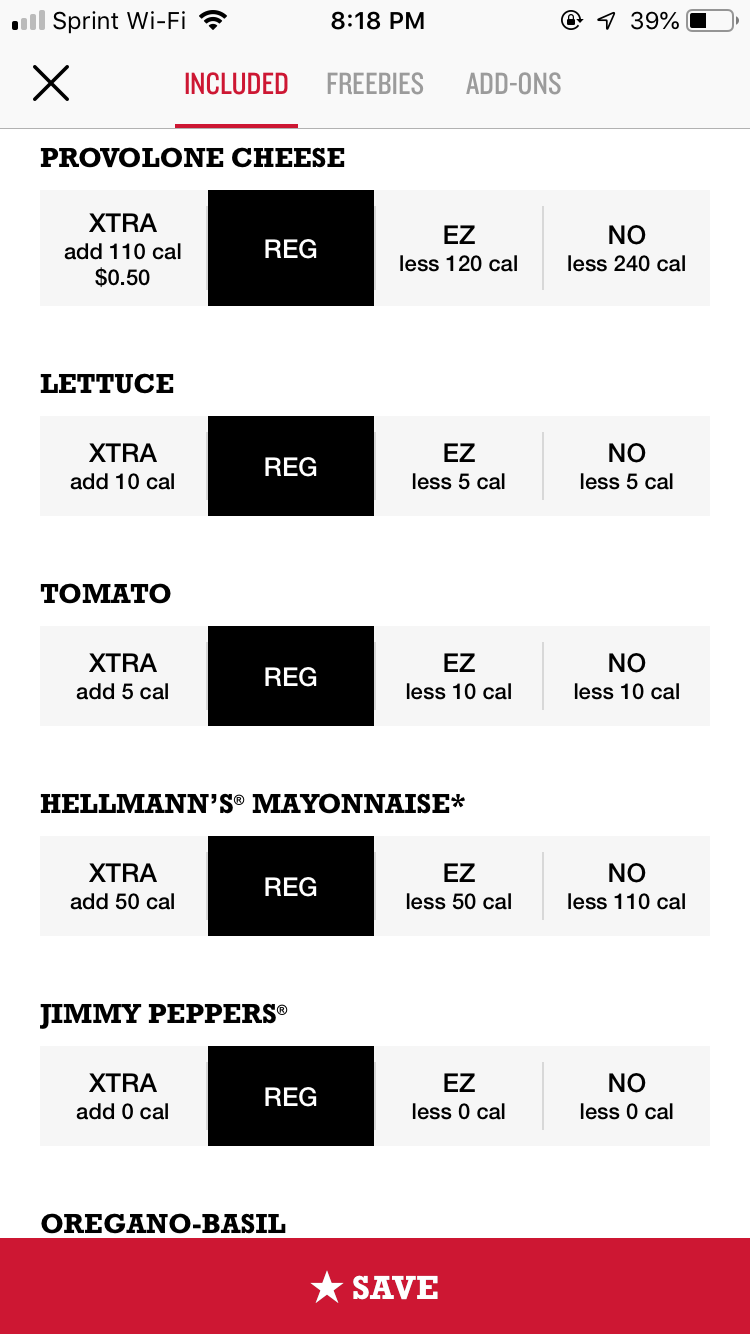 Sprint Wi-Fi 8:18 PM 39%
INCLUDED FREEBIES ADD-ONS
PROVOLONE CHEESE
XTRA
add 110 cal
$0.50
REG
EZ
less 120 cal
NO
less 240 cal
LETTUCE
XTRA
add 10 cal
REG
EZ
less 5 cal
NO
less 5 cal
TOMATO
XTRA
add 5 cal
REG
EZ
less 10 cal
NO
less 10 cal
HELLMANN'S® MAYONNAISE*
XTRA
add 50 cal
REG
EZ
less 50 cal
NO
less 110 cal
JIMMY PEPPERS®
XTRA
add 0 cal
REG
EZ
less 0 cal
NO
less 0 cal
OREGANO-BASIL
SAVE